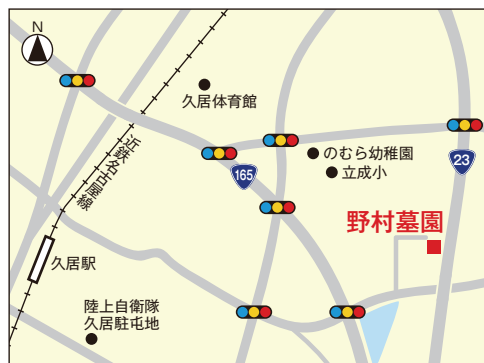 N
久居体育館
近鉄名古屋線
165
のむら幼稚園
立成小
23
野村墓園
久居駅
陸上自衛隊
久居駐屯地